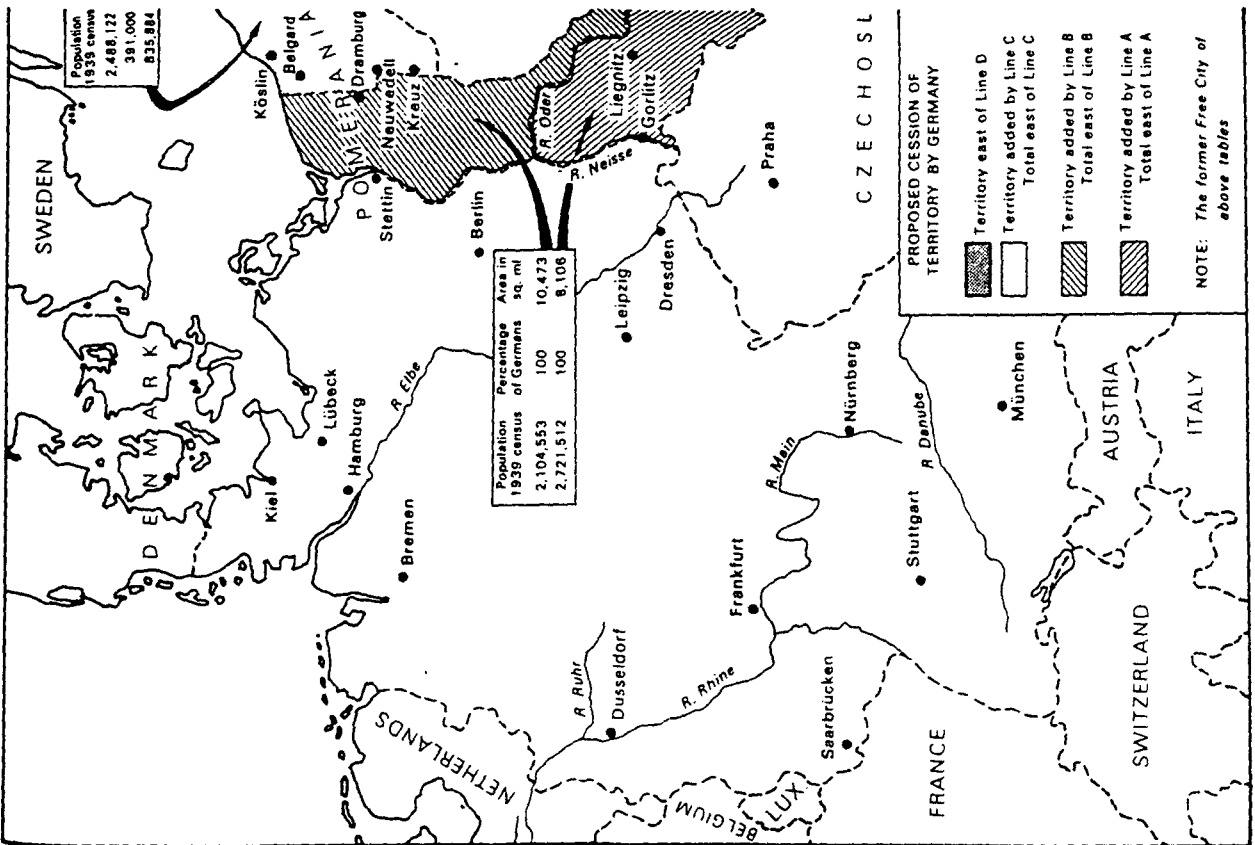 SWEDEN
DENMARK
Population
1939 census
2,488,122
391,000
835,884
Köslin
Belgard
POMERANIA
Dramburg
Neuwedell
Kreuz
Stettin
Kiel
Lübeck
Hamburg
R Elbe
Bremen
Berlin
R. Oder
Liegnitz
Gorlitz
R. Neisse
Population Percentage Area in
1939 census of Germans sq. ml
2,104,553 100 10,473
2,721,512 100 8,106
NETHERLANDS
R Ruhr
Dusseldorf
R. Rhine
Leipzig
Dresden
Praha
CZECHOSL
BELGIUM
LUX
Saarbrücken
Frankfurt
R. Main
Nürnberg
FRANCE
Stuttgart
R Danube
München
SWITZERLAND
AUSTRIA
ITALY
PROPOSED CESSION OF
TERRITORY BY GERMANY
Territory east of Line D
Territory added by Line C
Total east of Line C
Territory added by Line B
Total east of Line B
Territory added by Line A
Total east of Line A
NOTE: The former Free City of
above tables